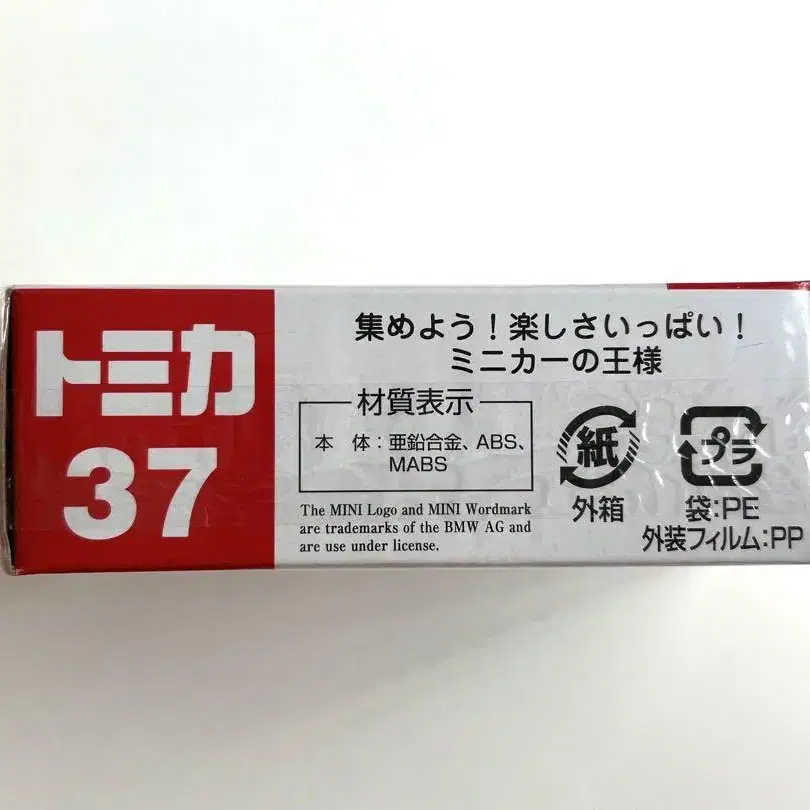 トミカ
37
集めよう！楽しさいっぱい！
ミニカーの王様
材質表示
本　体：亜鉛合金、ABS、
MABS
The MINI Logo and MINI Wordmark
are trademarks of the BMW AG and
are use under license.
紙
外箱
プラ
袋:PE
外装フィルム:PP